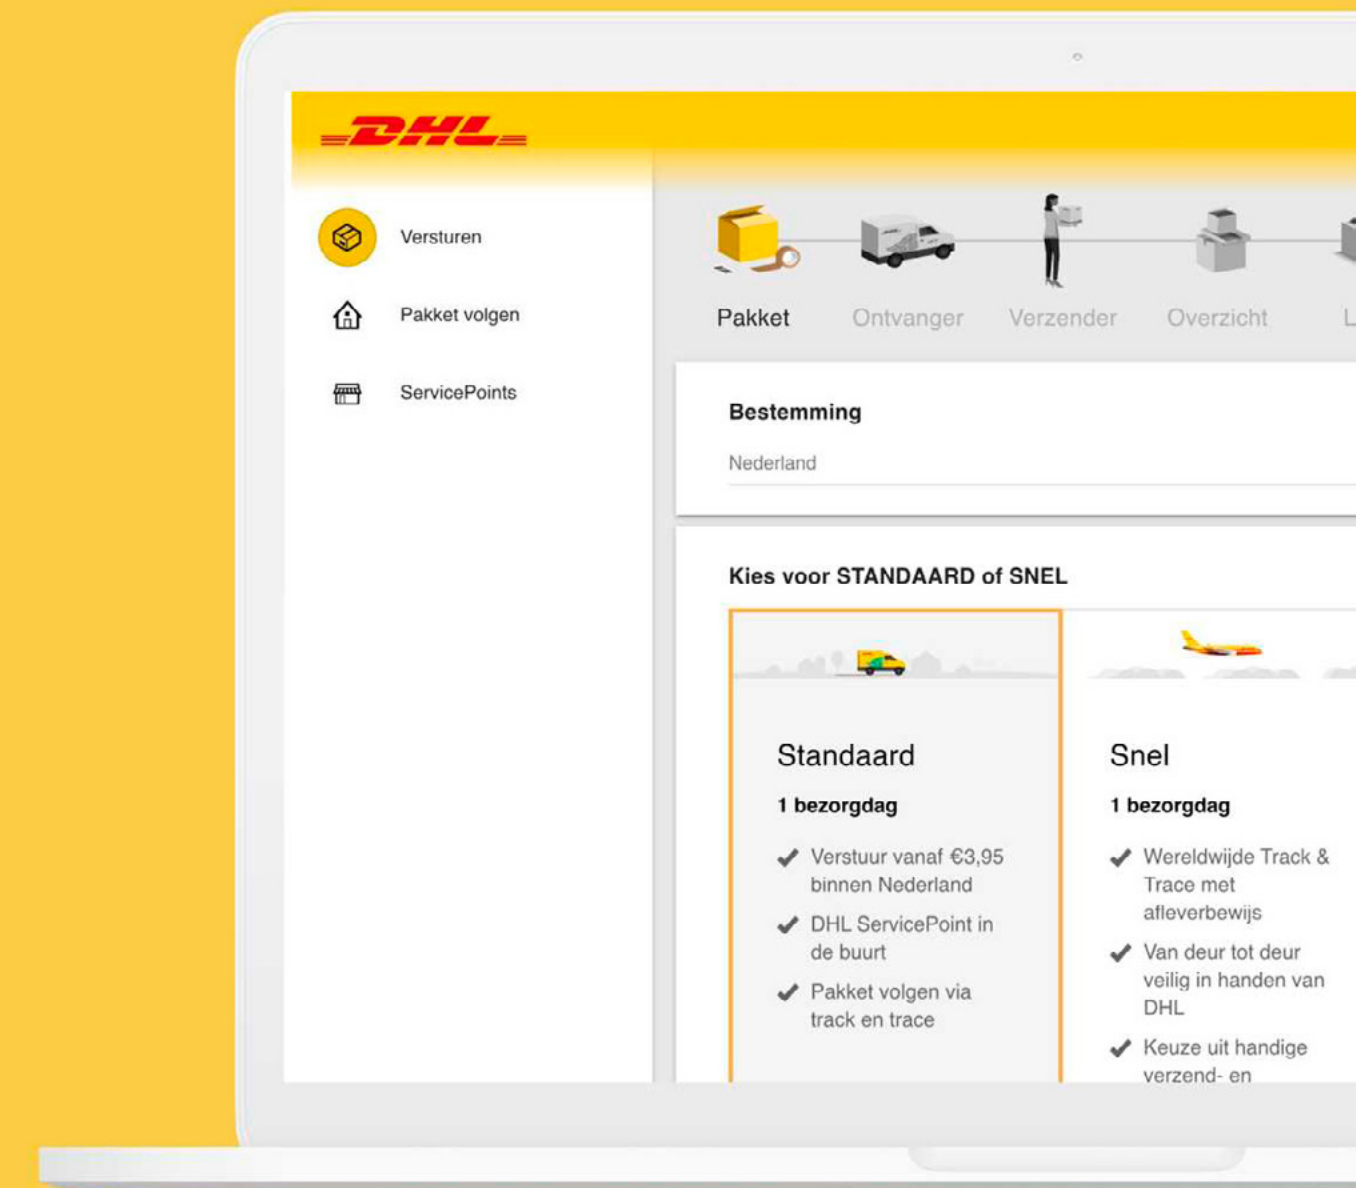 DHL
Versturen
Pakket volgen
ServicePoints
Pakket
Ontvanger
Verzender
Overzicht
Bestemming
Nederland
Kies voor STANDAARD of SNEL
Standaard
1 bezorgdag
Verstuur vanaf €3,95
binnen Nederland
DHL ServicePoint in
de buurt
Pakket volgen via
track en trace
Snel
1 bezorgdag
Wereldwijde Track &
Trace met
afleverbewijs
Van deur tot deur
veilig in handen van
DHL
Keuze uit handige
verzend- en